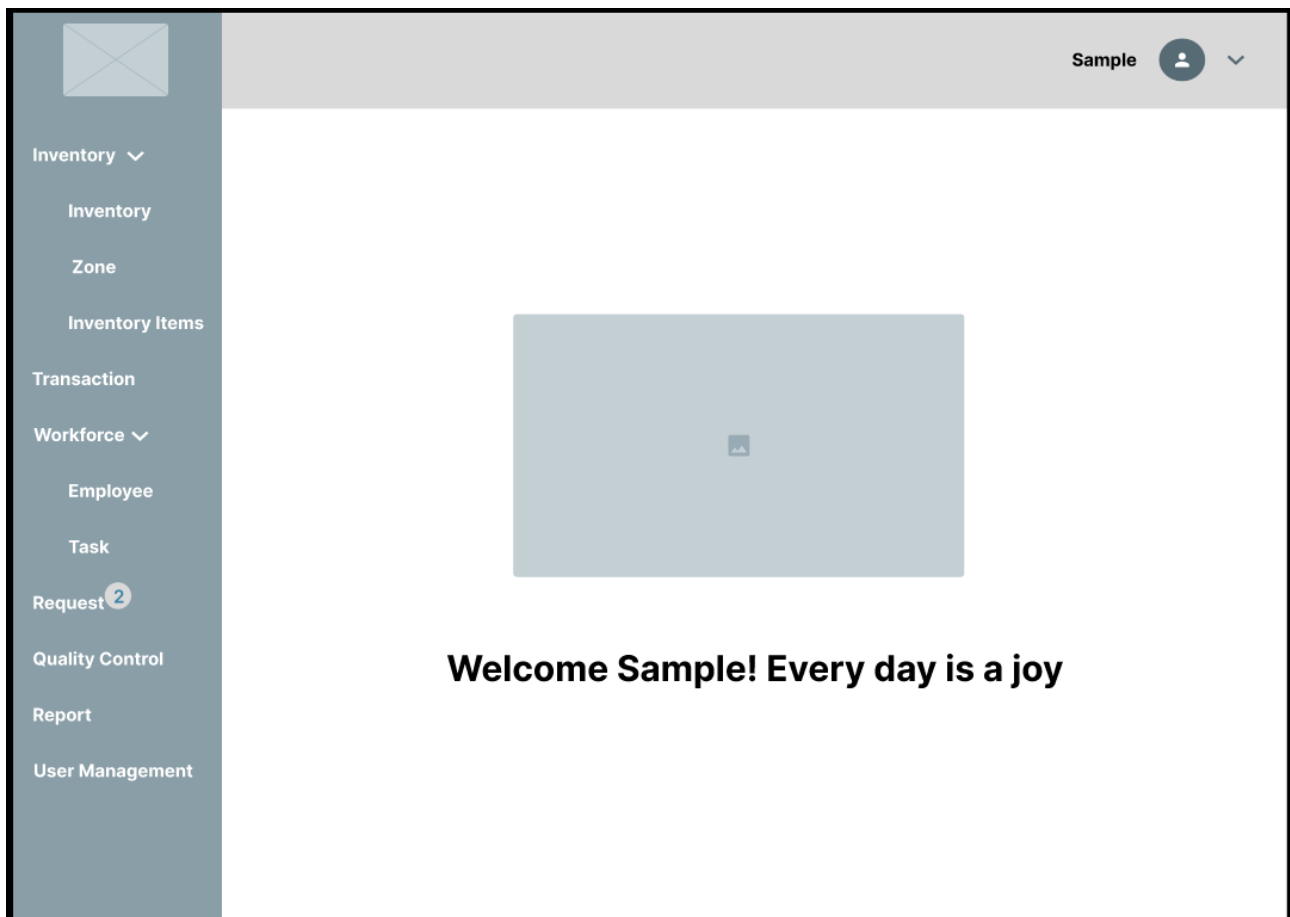 Sample
Inventory
Inventory
Zone
Inventory Items
Transaction
Workforce
Employee
Task
Request 2
Quality Control
Report
User Management
Welcome Sample! Every day is a joy